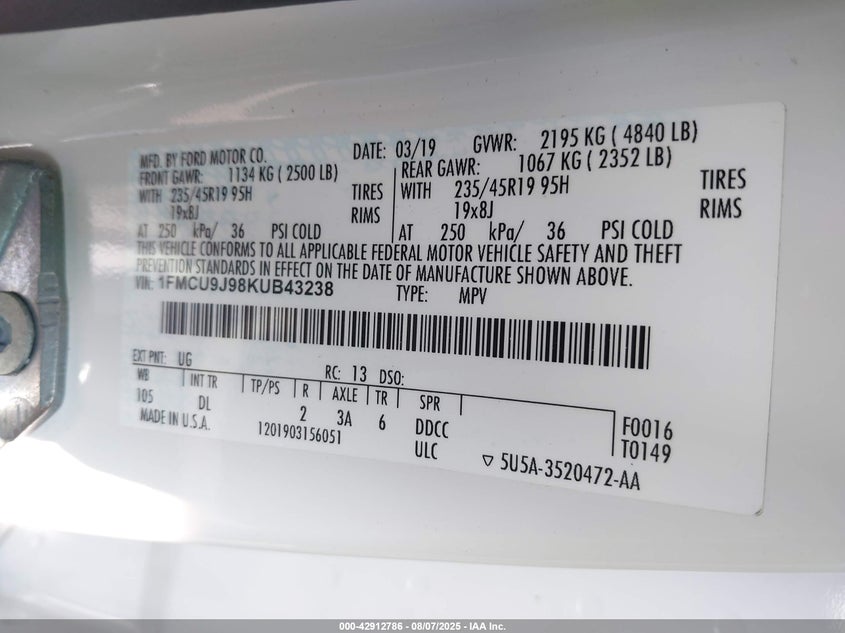 MFD. BY FORD MOTOR CO. DATE: 03/19 GVWR: 2195 KG ( 4840 LB)
FRONT GAWR: 1134 KG ( 2500 LB) REAR GAWR: 1067 KG ( 2352 LB)
WITH 235/45R19 95H TIRES WITH 235/45R19 95H TIRES
19x8J RIMS 19x8J RIMS
AT 250 kPa/ 36 PSI COLD AT 250 kPa/ 36 PSI COLD
THIS VEHICLE CONFORMS TO ALL APPLICABLE FEDERAL MOTOR VEHICLE SAFETY AND THEFT
PREVENTION STANDARDS IN EFFECT ON THE DATE OF MANUFACTURE SHOWN ABOVE.
VIN: 1FMCU9J98KUB43238 TYPE: MPV
EXT PNT: UG RC: 13 DSO:
WB INT TR TP/PS R AXLE TR SPR
105 DL 2 3A 6 DDCC F0016
MADE IN U.S.A. 1201903156051 ULC T0149
▽ 5U5A-3520472-AA
000-42912786 - 08/07/2025 - IAA Inc.